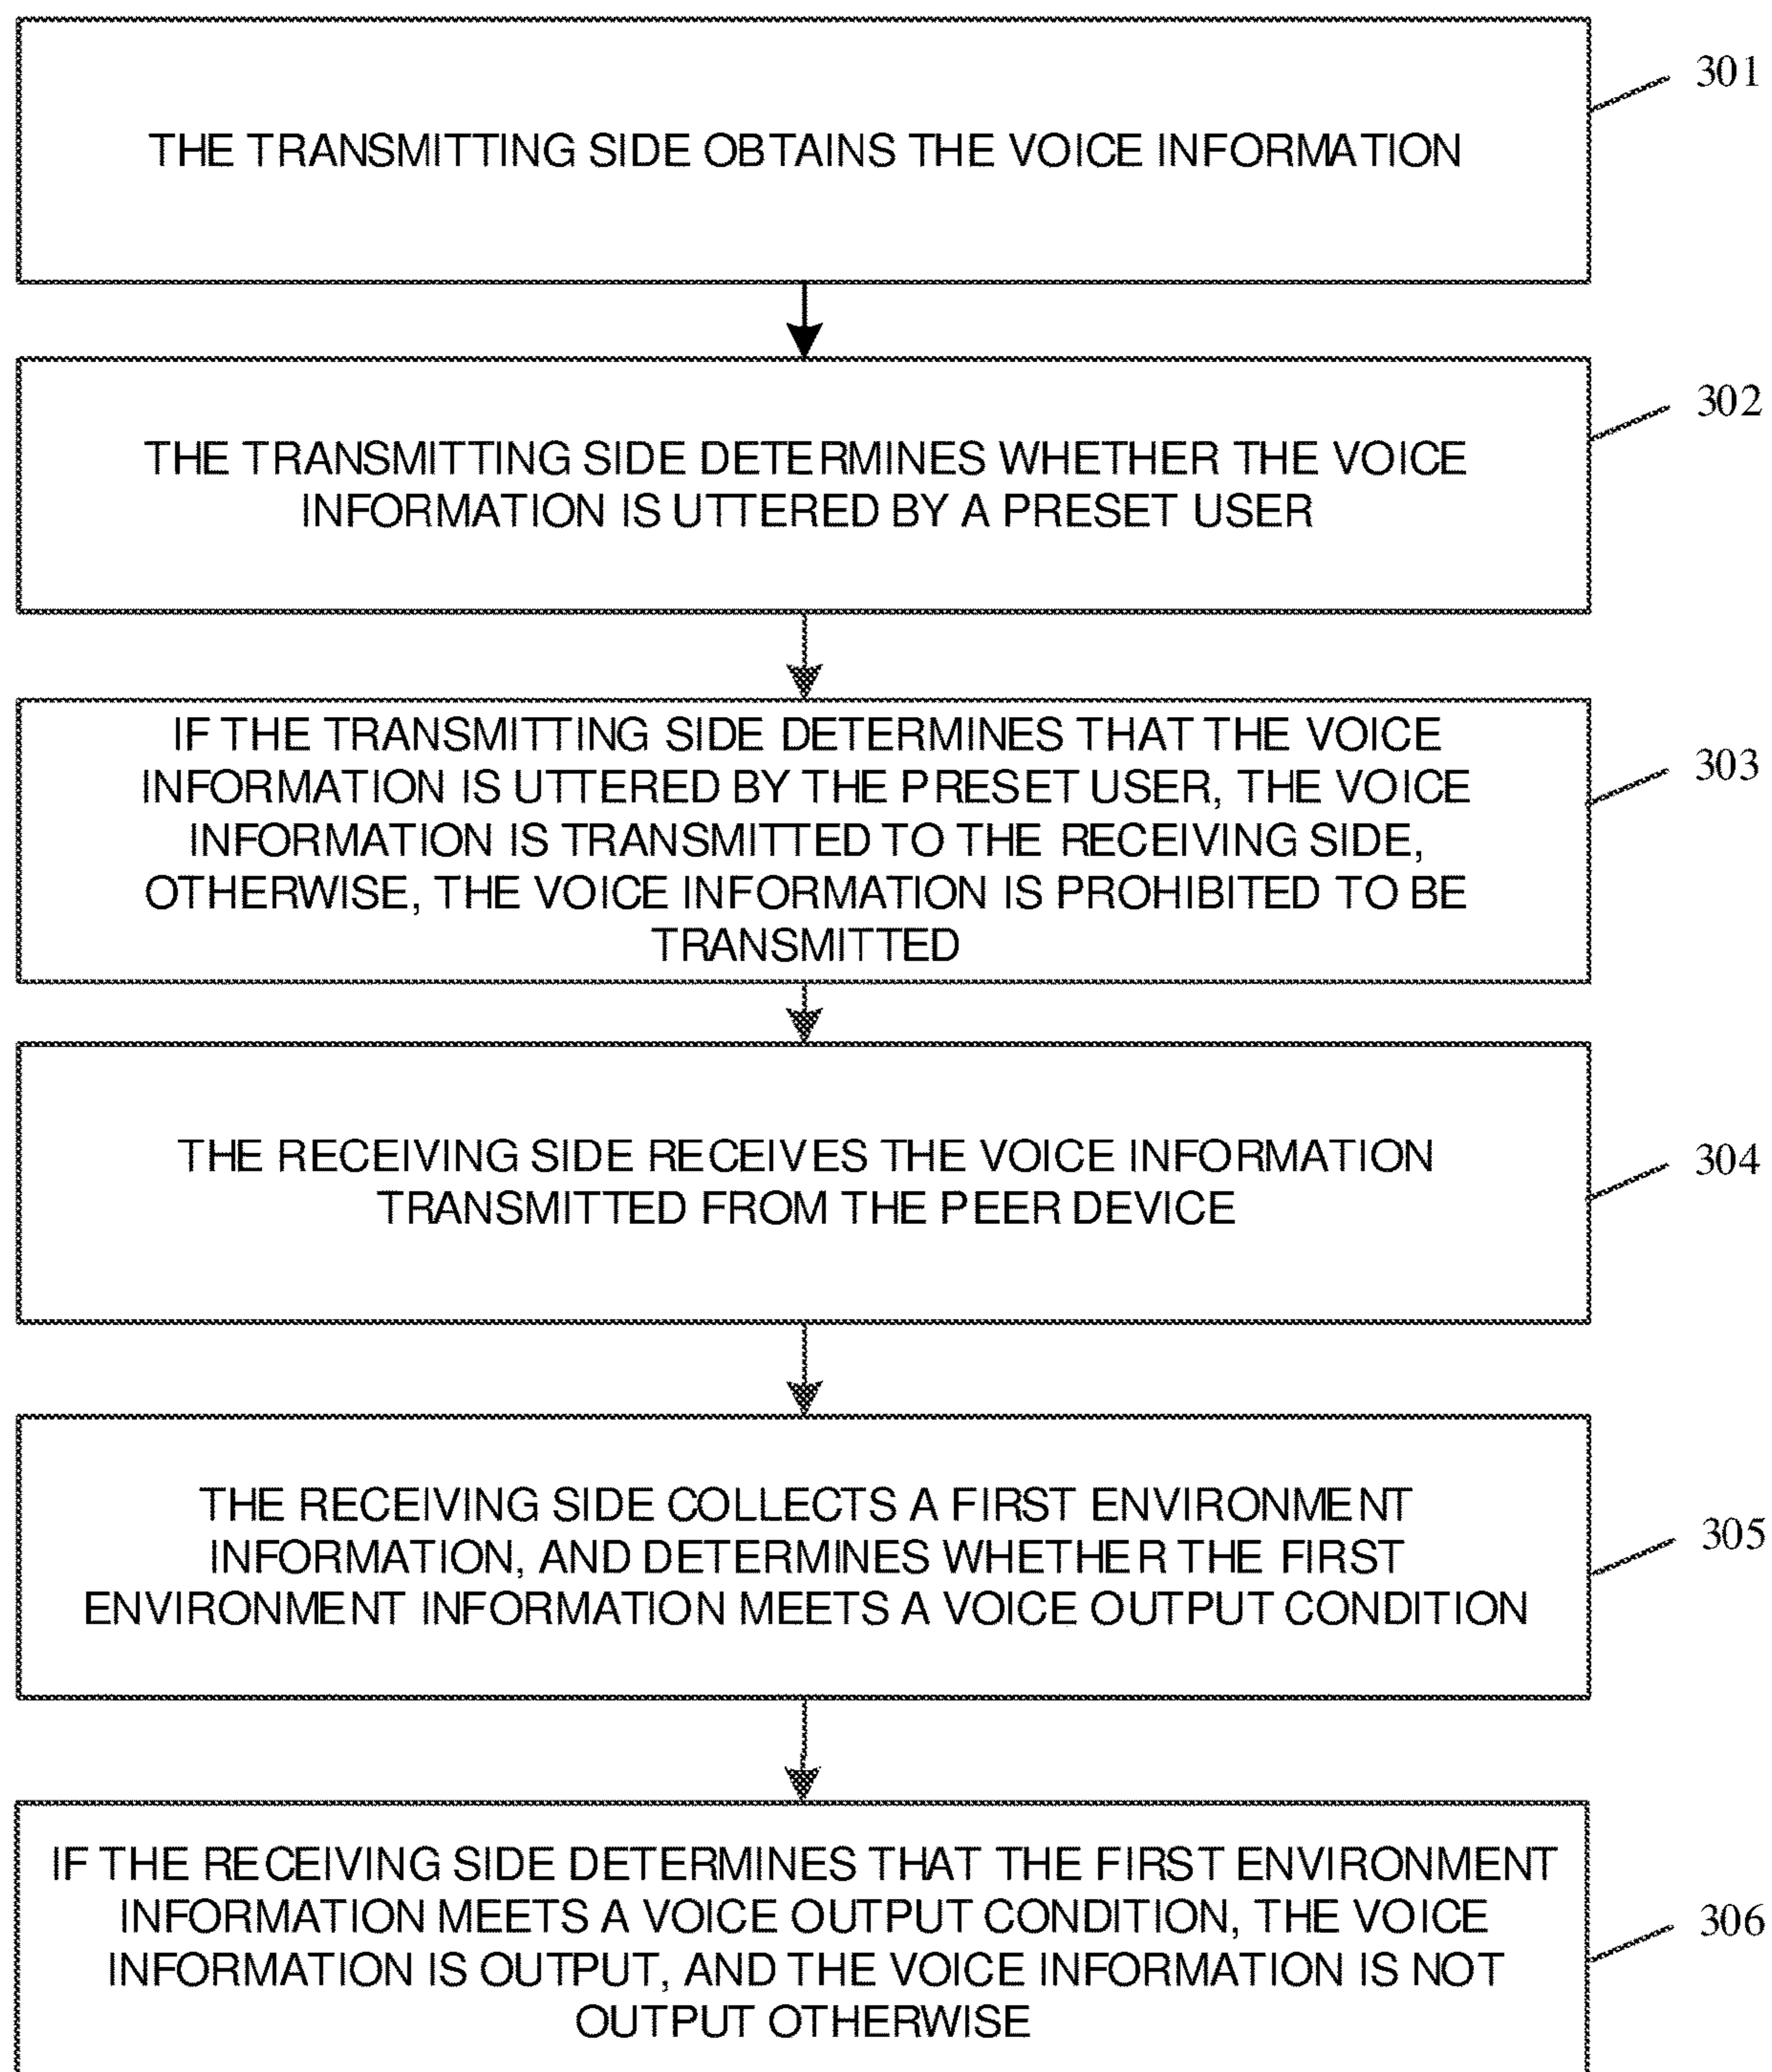 THE TRANSMITTING SIDE OBTAINS THE VOICE INFORMATION
301
THE TRANSMITTING SIDE DETERMINES WHETHER THE VOICE
INFORMATION IS UTTERED BY A PRESET USER
302
IF THE TRANSMITTING SIDE DETERMINES THAT THE VOICE
INFORMATION IS UTTERED BY THE PRESET USER, THE VOICE
INFORMATION IS TRANSMITTED TO THE RECEIVING SIDE,
OTHERWISE, THE VOICE INFORMATION IS PROHIBITED TO BE
TRANSMITTED
303
THE RECEIVING SIDE RECEIVES THE VOICE INFORMATION
TRANSMITTED FROM THE PEER DEVICE
304
THE RECEIVING SIDE COLLECTS A FIRST ENVIRONMENT
INFORMATION, AND DETERMINES WHETHER THE FIRST
ENVIRONMENT INFORMATION MEETS A VOICE OUTPUT CONDITION
305
IF THE RECEIVING SIDE DETERMINES THAT THE FIRST ENVIRONMENT
INFORMATION MEETS A VOICE OUTPUT CONDITION, THE VOICE
INFORMATION IS OUTPUT, AND THE VOICE INFORMATION IS NOT
OUTPUT OTHERWISE
306